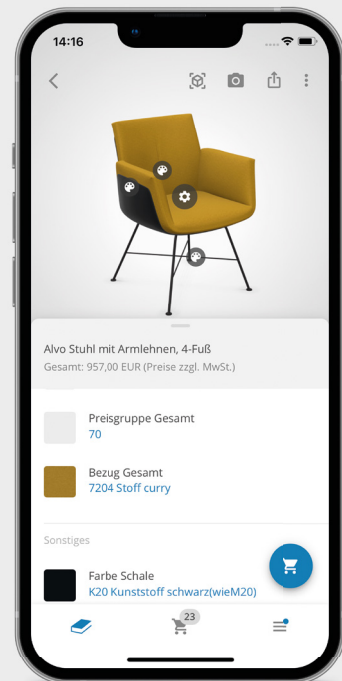 14:16
Alvo Stuhl mit Armlehnen, 4-Fuß
Gesamt: 957,00 EUR (Preise zzgl. MwSt.)
Preisgruppe Gesamt
70
Bezug Gesamt
7204 Stoff curry
Sonstiges
Farbe Schale
K20 Kunststoff schwarz(wieM20)
23